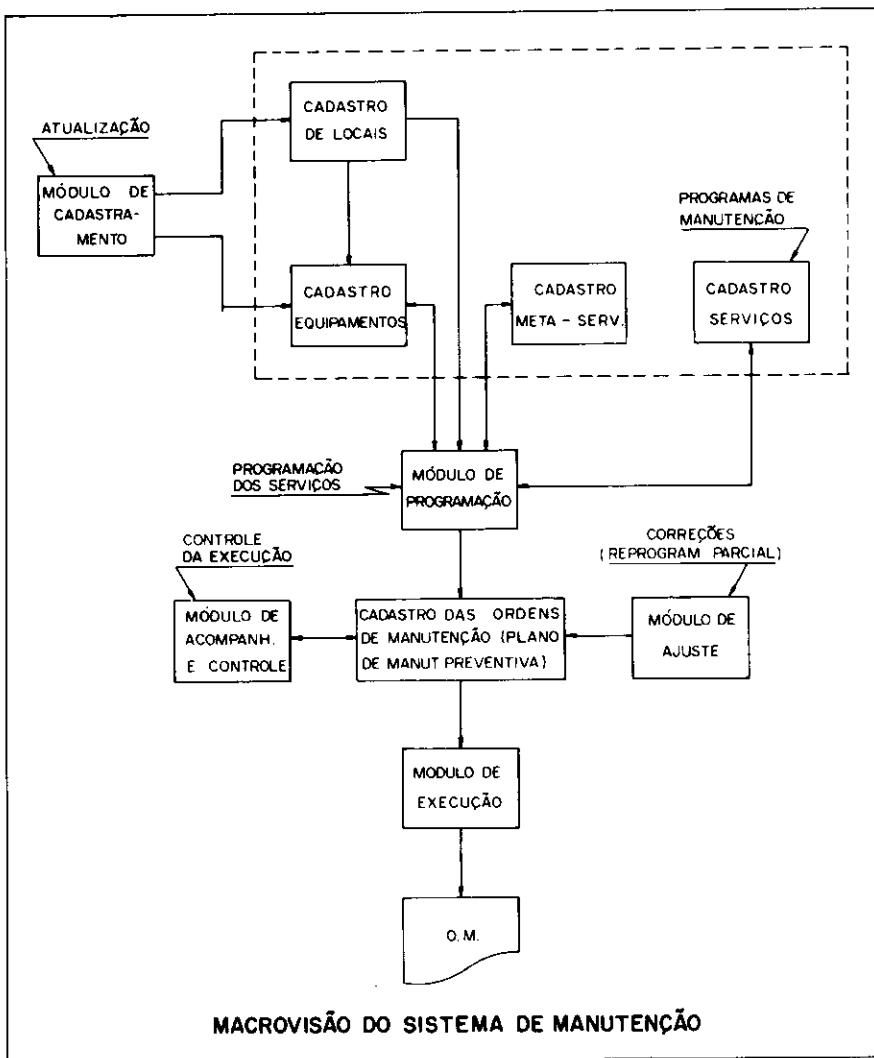 CADASTRO
DE LOCAIS
ATUALIZAÇÃO
MÓDULO DE
CADASTRA-
MENTO
PROGRAMAS DE
MANUTENÇÃO
CADASTRO
EQUIPAMENTOS
CADASTRO
META - SERV.
CADASTRO
SERVIÇOS
PROGRAMAÇÃO
DOS SERVIÇOS
MÓDULO DE
PROGRAMAÇÃO
CONTROLE
DA EXECUÇÃO
CORREÇÕES
(REPROGRAM PARCIAL)
MÓDULO DE
ACOMPANH.
E CONTROLE
CADASTRO DAS ORDENS
DE MANUTENÇÃO (PLANO
DE MANUT PREVENTIVA)
MÓDULO DE
AJUSTE
MODULO DE
EXECUÇÃO
O.M.
MACROVISÃO DO SISTEMA DE MANUTENÇÃO